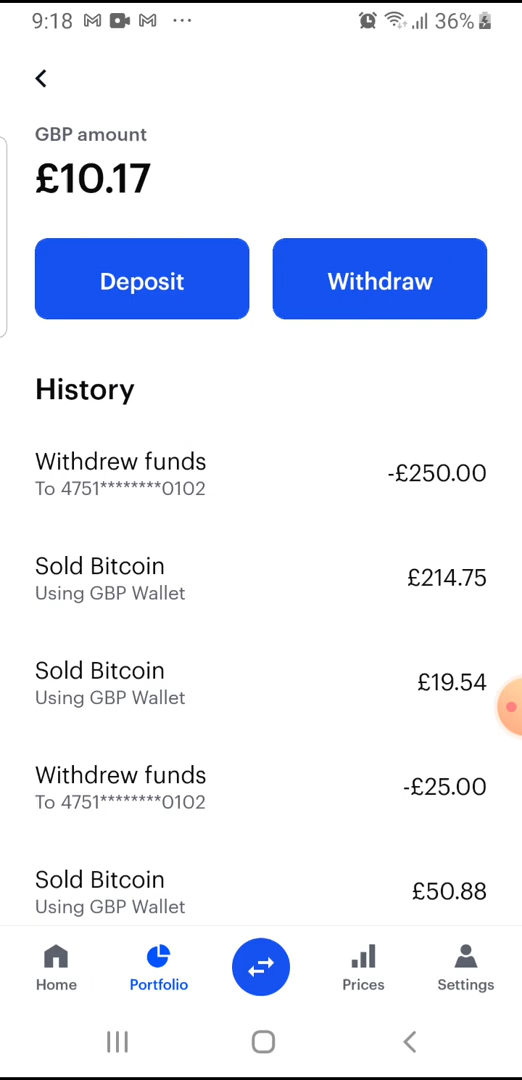 9:18 36%
GBP amount
£10.17
Deposit Withdraw
History
Withdrew funds -£250.00
To 4751********0102
Sold Bitcoin £214.75
Using GBP Wallet
Sold Bitcoin £19.54
Using GBP Wallet
Withdrew funds -£25.00
To 4751********0102
Sold Bitcoin £50.88
Using GBP Wallet
Home Portfolio Prices Settings